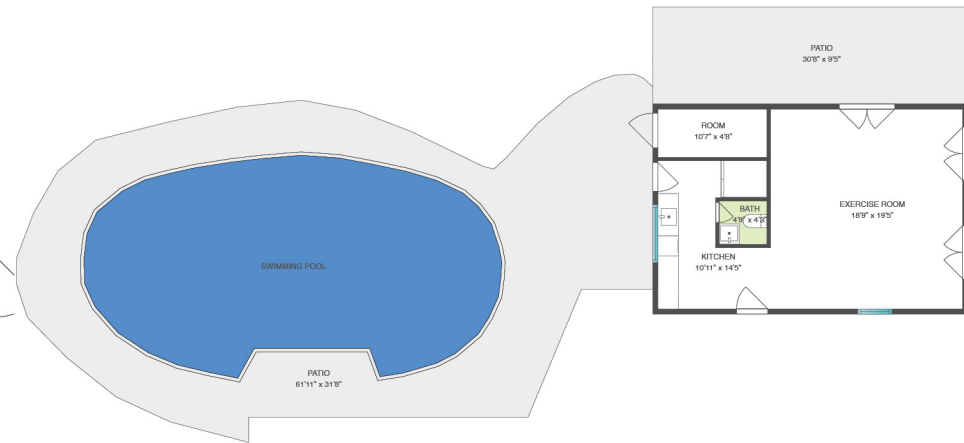 PATIO
30'8" x 9'5"
ROOM
10'7" x 4'8"
BATH
4'8" x 4'3"
EXERCISE ROOM
18'9" x 19'5"
KITCHEN
10'11" x 14'5"
SWIMMING POOL
PATIO
61'11" x 31'8"